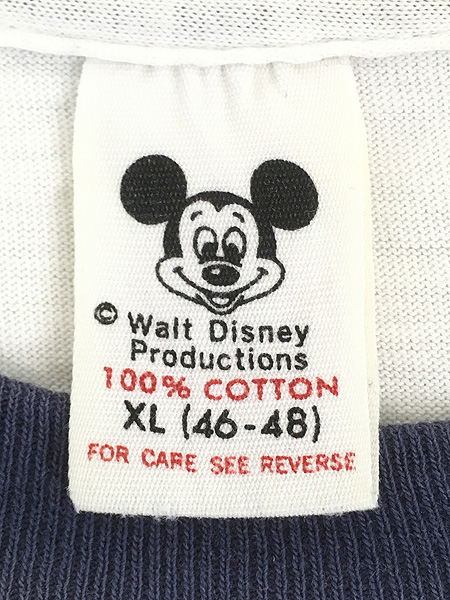 © Walt Disney
Productions
100% COTTON
XL (46-48)
FOR CARE SEE REVERSE